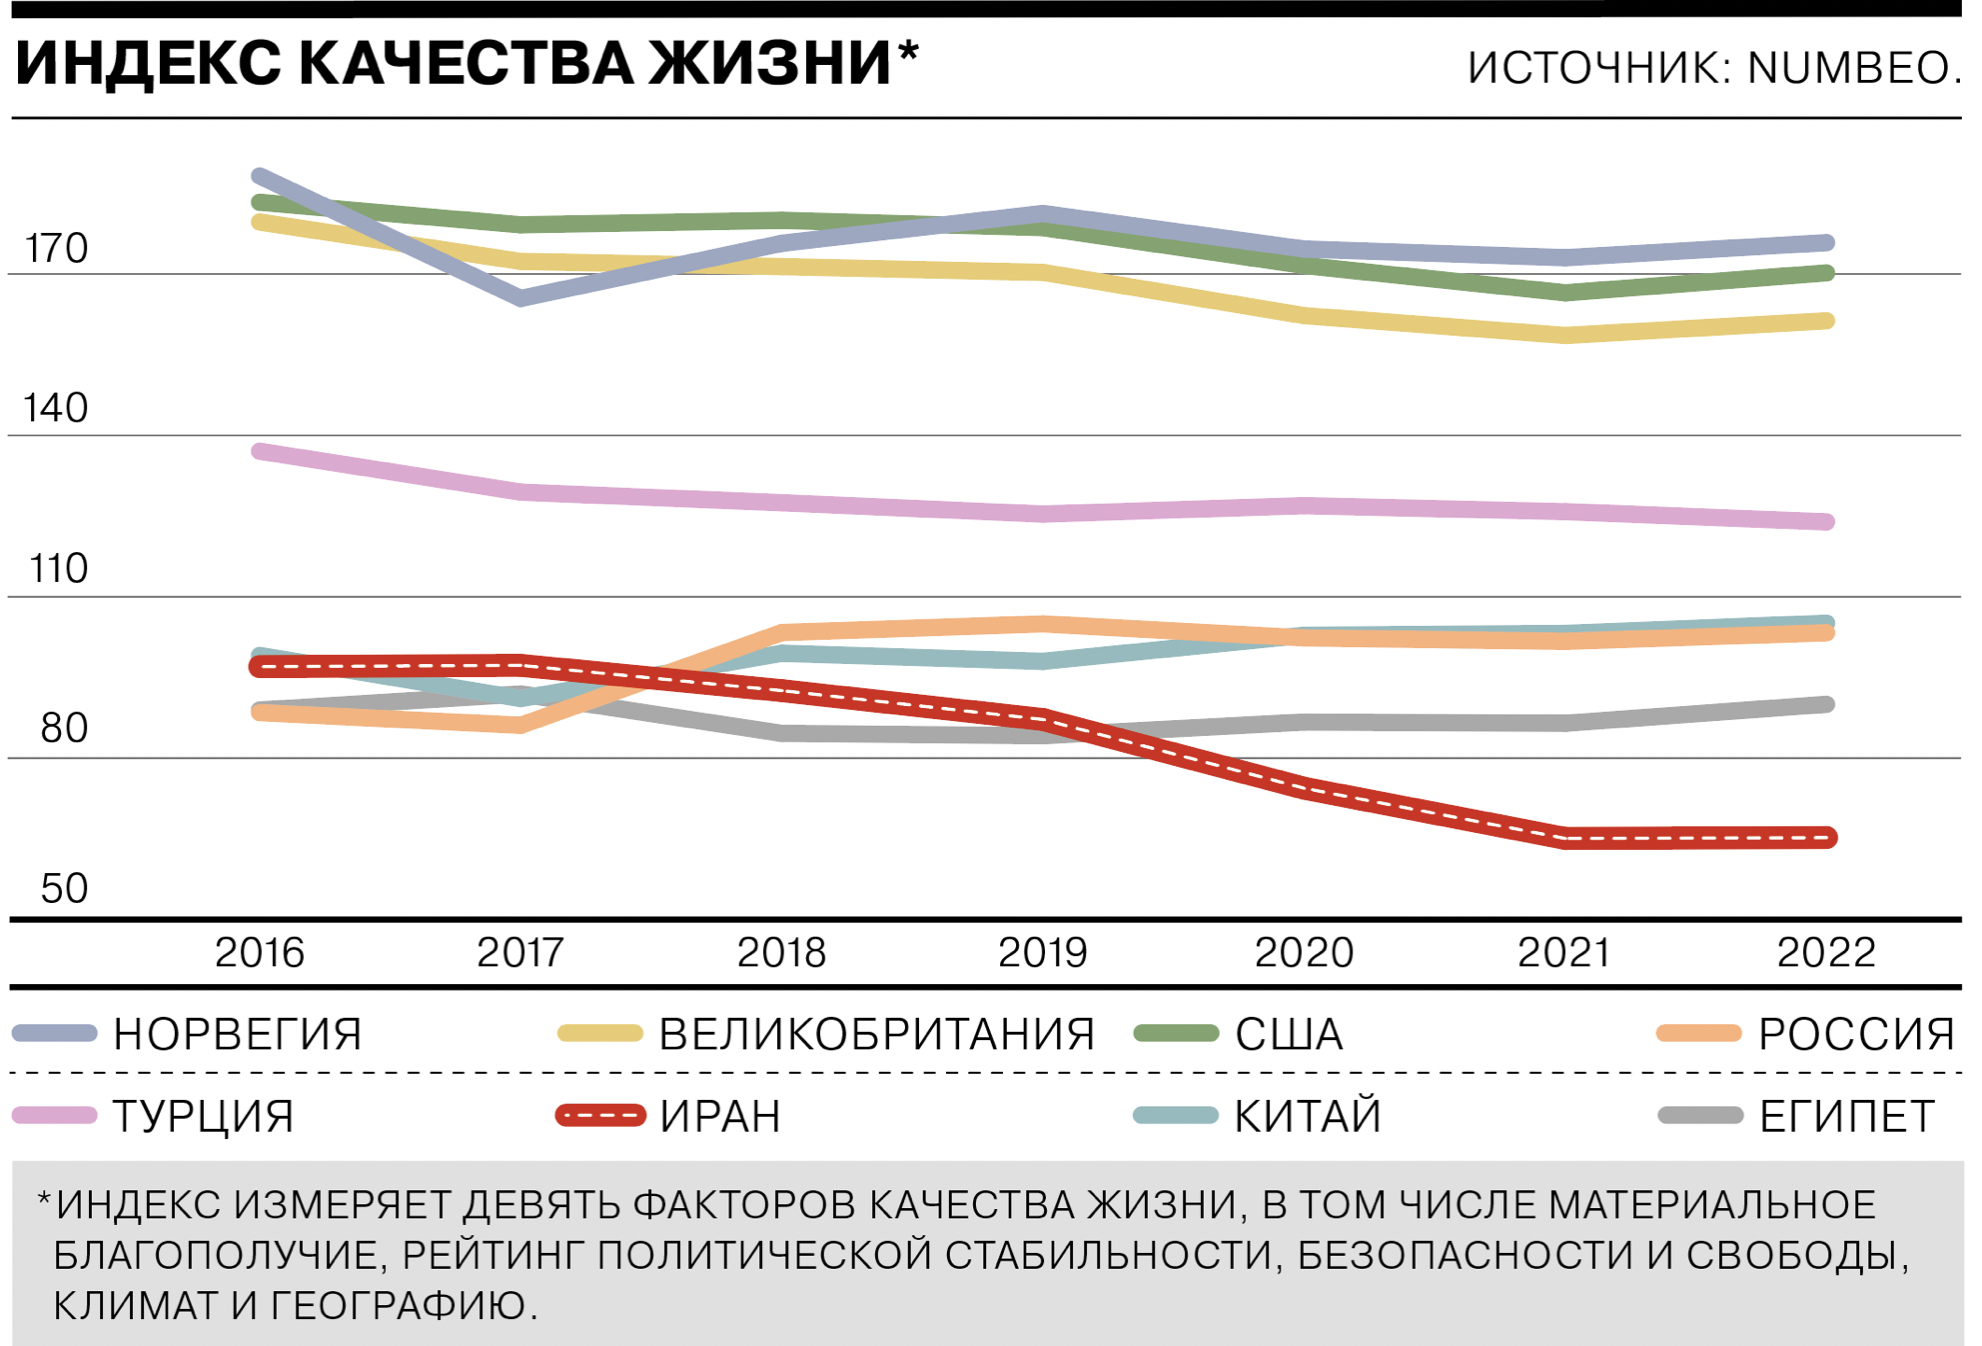 ИНДЕКС КАЧЕСТВА ЖИЗНИ*
ИСТОЧНИК: NUMBEO.
170
140
110
80
50
2016 2017 2018 2019 2020 2021 2022
НОРВЕГИЯ ВЕЛИКОБРИТАНИЯ США РОССИЯ
ТУРЦИЯ ИРАН КИТАЙ ЕГИПЕТ
*ИНДЕКС ИЗМЕРЯЕТ ДЕВЯТЬ ФАКТОРОВ КАЧЕСТВА ЖИЗНИ, В ТОМ ЧИСЛЕ МАТЕРИАЛЬНОЕ
БЛАГОПОЛУЧИЕ, РЕЙТИНГ ПОЛИТИЧЕСКОЙ СТАБИЛЬНОСТИ, БЕЗОПАСНОСТИ И СВОБОДЫ,
КЛИМАТ И ГЕОГРАФИЮ.